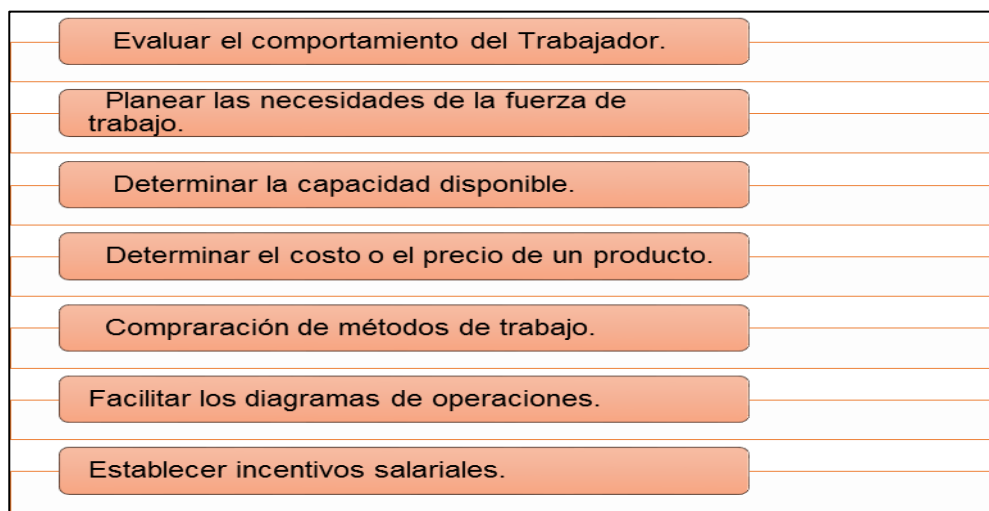 Evaluar el comportamiento del Trabajador.
Planear las necesidades de la fuerza de
trabajo.
Determinar la capacidad disponible.
Determinar el costo o el precio de un producto.
Compraración de métodos de trabajo.
Facilitar los diagramas de operaciones.
Establecer incentivos salariales.